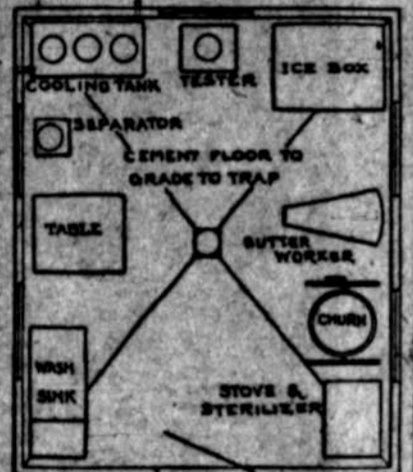 COOLING TANK
TESTER
ICE BOX
SEPARATOR
CEMENT FLOOR TO
GRADE TO TRAP
TABLE
BUTTER
WORKER
CHURN
WASH
SINK
STOVE &
STERILIZER